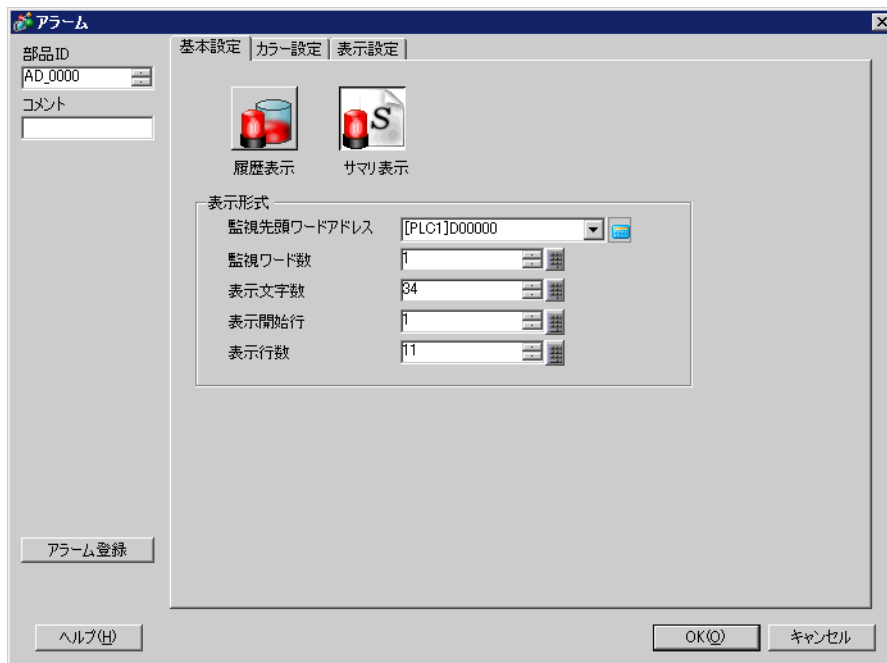 アラーム
部品ID
AD_0000
コメント
基本設定
カラー設定
表示設定
S
履歴表示
サマリ表示
表示形式
監視先頭ワードアドレス
[PLC1]D00000
監視ワード数
1
表示文字数
34
表示開始行
1
表示行数
11
アラーム登録
ヘルプ(H)
OK(O)
キャンセル